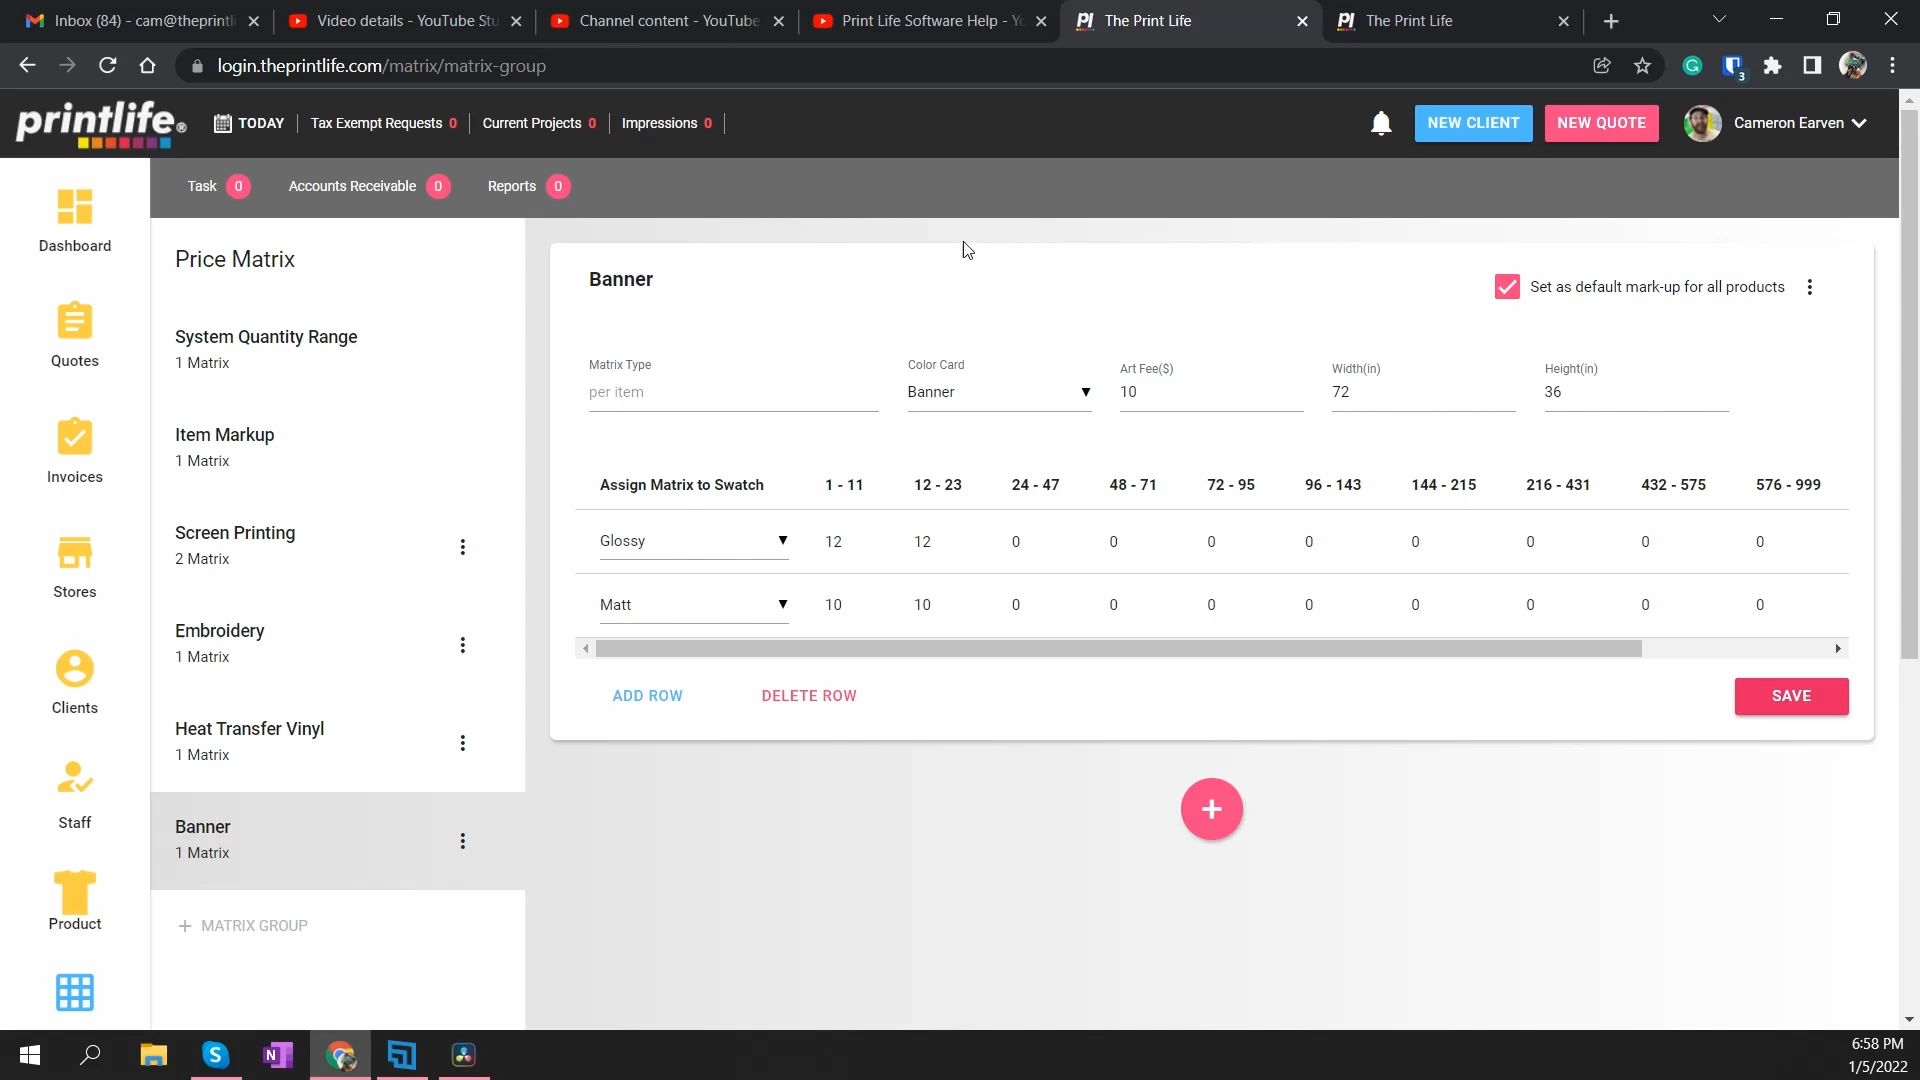 Inbox (84) - cam@theprintli
Video details - YouTube Stu
Channel content - YouTube
Print Life Software Help - Yo
The Print Life
The Print Life
login.theprintlife.com/matrix/matrix-group
3
printlife®
TODAY
Tax Exempt Requests 0
Current Projects 0
Impressions 0
NEW CLIENT
NEW QUOTE
Cameron Earven
Task 0
Accounts Receivable 0
Reports 0
Dashboard
Quotes
Invoices
Stores
Clients
Staff
Product
Price Matrix
System Quantity Range
1 Matrix
Item Markup
1 Matrix
Screen Printing
2 Matrix
Embroidery
1 Matrix
Heat Transfer Vinyl
1 Matrix
Banner
1 Matrix
+ MATRIX GROUP
Banner
Set as default mark-up for all products
Matrix Type
per item
Color Card
Banner
Art Fee($)
10
Width(in)
72
Height(in)
36
Assign Matrix to Swatch 1 - 11 12 - 23 24 - 47 48 - 71 72 - 95 96 - 143 144 - 215 216 - 431 432 - 575 576 - 999
Glossy 12 12 0 0 0 0 0 0 0 0
Matt 10 10 0 0 0 0 0 0 0 0
ADD ROW
DELETE ROW
SAVE
+
6:58 PM
1/5/2022